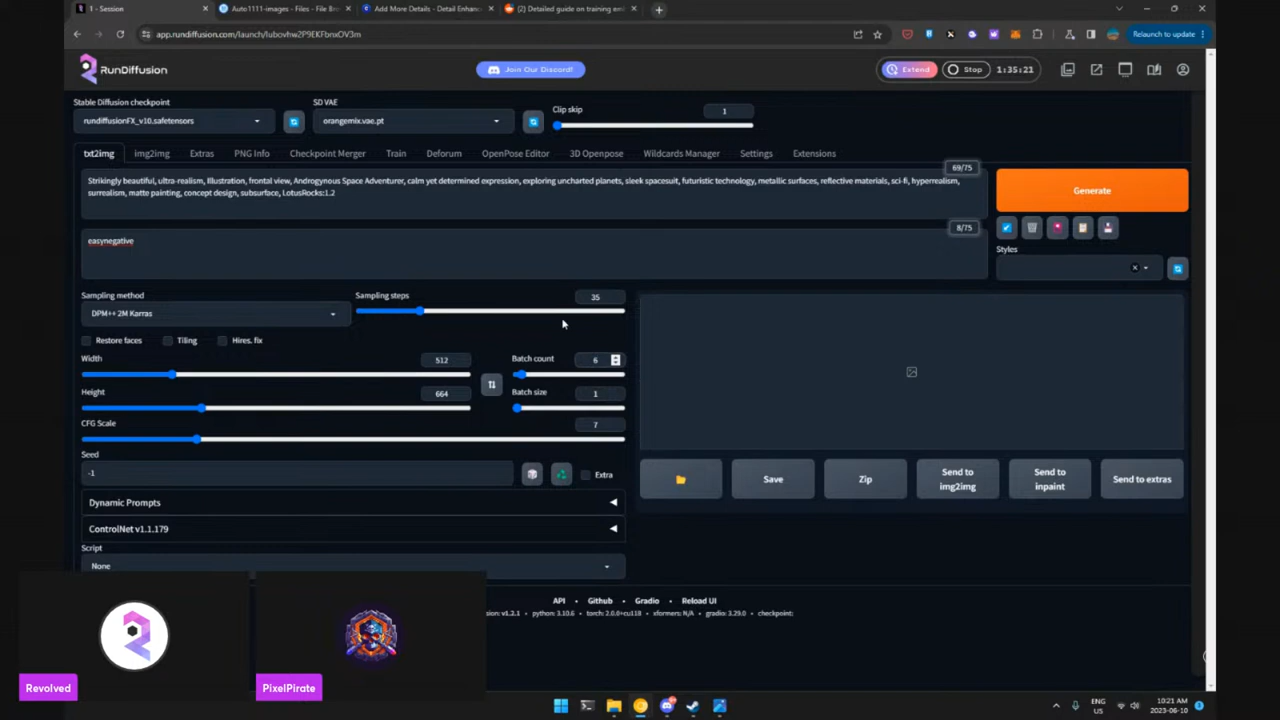 1 - Session
Auto1111-images - Files - File Br
Add More Details - Detail Enhanc
(2) Detailed guide on training em
app.rundiffusion.com/launch/lubovhw2P9EKFbnxOV3m
Relaunch to update
RunDiffusion
Join Our Discord!
Extend
Stop
1:35:21
Stable Diffusion checkpoint
SD VAE
Clip skip
1
rundiffusionFX_v10.safetensors
orangemix.vae.pt
txt2img
img2img
Extras
PNG Info
Checkpoint Merger
Train
Deforum
OpenPose Editor
3D Openpose
Wildcards Manager
Settings
Extensions
69/75
Strikingly beautiful, ultra-realism, illustration, frontal view, Androgynous Space Adventurer, calm yet determined expression, exploring uncharted planets, sleek spacesuit, futuristic technology, metallic surfaces, reflective materials, sci-fi, hyperrealism,
surrealism, matte painting, concept design, subsurface, LotusRocks:1.2
Generate
8/75
easynegative
Styles
Sampling method
Sampling steps
35
DPM++ 2M Karras
Restore faces
Tiling
Hires. fix
Width
512
Batch count
6
Height
664
Batch size
1
CFG Scale
7
Seed
-1
Extra
Save
Zip
Send to
img2img
Send to
inpaint
Send to extras
Dynamic Prompts
ControlNet v1.1.179
Script
None
API • Github • Gradio • Reload UI
sion: v1.2.1 • python: 3.10.6 • torch: 2.0.0+cu118 • xformers: N/A • gradio: 3.29.0 • checkpoint:
Revolved
PixelPirate
ENG
US
10:21 AM
2023-06-10